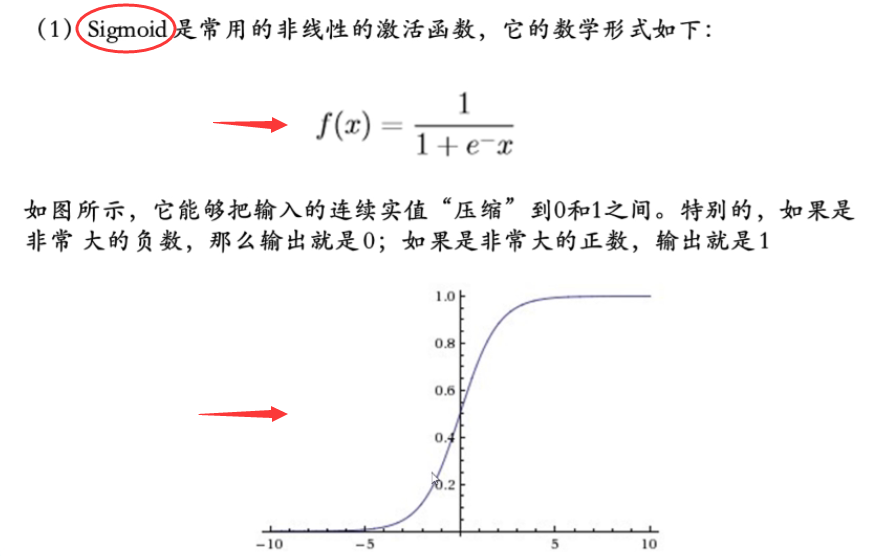 (1) Sigmoid是常用的非线性的激活函数，它的数学形式如下：
f(x) = 1 / (1 + e⁻x)
如图所示，它能够把输入的连续实值“压缩”到0和1之间。特别的，如果是
非常 大的负数，那么输出就是0；如果是非常大的正数，输出就是1
1.0
0.8
0.6
0.4
0.2
-10 -5 5 10